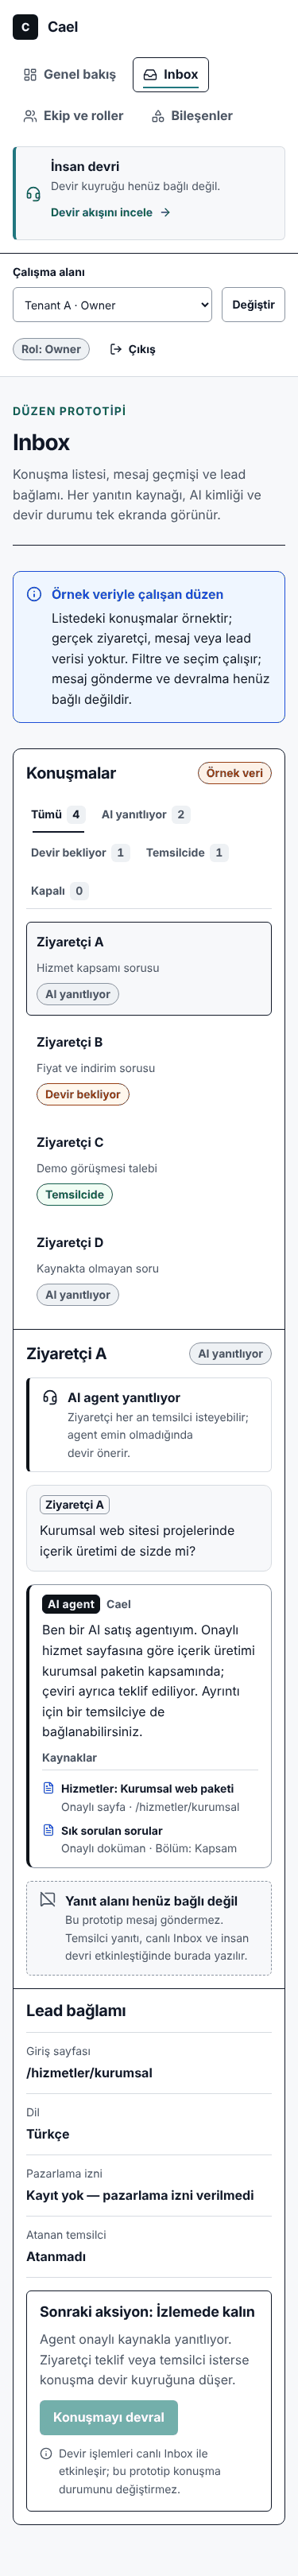 C Cael
Genel bakış
Inbox
Ekip ve roller
Bileşenler
İnsan devri
Devir kuyruğu henüz bağlı değil.
Devir akışını incele →
Çalışma alanı
Tenant A · Owner
Değiştir
Rol: Owner
Çıkış
DÜZEN PROTOTİPİ
Inbox
Konuşma listesi, mesaj geçmişi ve lead
bağlamı. Her yanıtın kaynağı, AI kimliği ve
devir durumu tek ekranda görünür.
Örnek veriyle çalışan düzen
Listedeki konuşmalar örnektir;
gerçek ziyaretçi, mesaj veya lead
verisi yoktur. Filtre ve seçim çalışır;
mesaj gönderme ve devralma henüz
bağlı değildir.
Konuşmalar
Örnek veri
Tümü 4
AI yanıtlıyor 2
Devir bekliyor 1
Temsilcide 1
Kapalı 0
Ziyaretçi A
Hizmet kapsamı sorusu
AI yanıtlıyor
Ziyaretçi B
Fiyat ve indirim sorusu
Devir bekliyor
Ziyaretçi C
Demo görüşmesi talebi
Temsilcide
Ziyaretçi D
Kaynakta olmayan soru
AI yanıtlıyor
Ziyaretçi A
AI yanıtlıyor
AI agent yanıtlıyor
Ziyaretçi her an temsilci isteyebilir;
agent emin olmadığında
devir önerir.
Ziyaretçi A
Kurumsal web sitesi projelerinde
içerik üretimi de sizde mi?
AI agent Cael
Ben bir AI satış agentıyım. Onaylı
hizmet sayfasına göre içerik üretimi
kurumsal paketin kapsamında;
çeviri ayrıca teklif ediliyor. Ayrıntı
için bir temsilciye de
bağlanabilirsiniz.
Kaynaklar
Hizmetler: Kurumsal web paketi
Onaylı sayfa · /hizmetler/kurumsal
Sık sorulan sorular
Onaylı doküman · Bölüm: Kapsam
Yanıt alanı henüz bağlı değil
Bu prototip mesaj göndermez.
Temsilci yanıtı, canlı Inbox ve insan
devri etkinleştiğinde burada yazılır.
Lead bağlamı
Giriş sayfası
/hizmetler/kurumsal
Dil
Türkçe
Pazarlama izni
Kayıt yok — pazarlama izni verilmedi
Atanan temsilci
Atanmadı
Sonraki aksiyon: İzlemede kalın
Agent onaylı kaynakla yanıtlıyor.
Ziyaretçi teklif veya temsilci isterse
konuşma devir kuyruğuna düşer.
Konuşmayı devral
Devir işlemleri canlı Inbox ile
etkinleşir; bu prototip konuşma
durumunu değiştirmez.